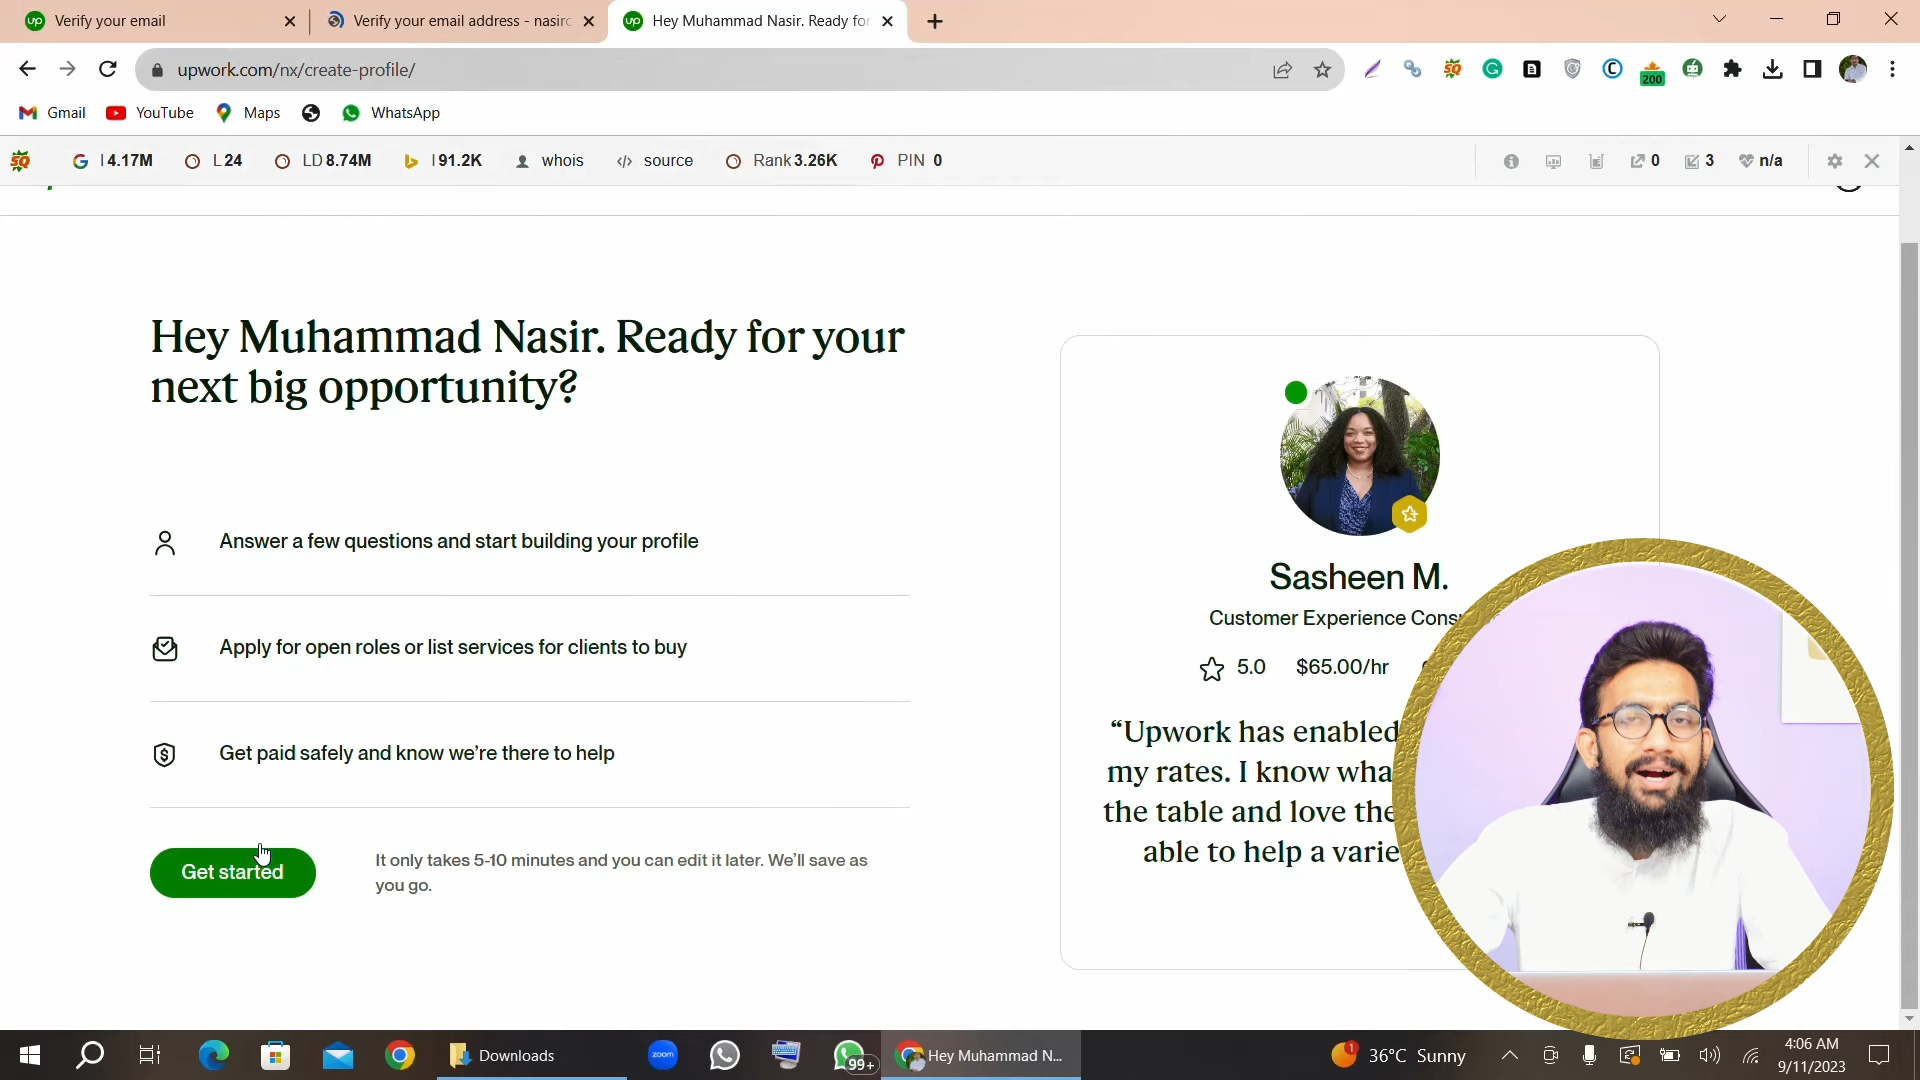 Verify your email
Verify your email address - nasirc
Hey Muhammad Nasir. Ready for
upwork.com/nx/create-profile/
200
Gmail
YouTube
Maps
WhatsApp
I 4.17M
L 24
LD 8.74M
I 91.2K
whois
source
Rank 3.26K
PIN 0
0
3
n/a
Hey Muhammad Nasir. Ready for your
next big opportunity?
Answer a few questions and start building your profile
Apply for open roles or list services for clients to buy
Get paid safely and know we're there to help
Get started
It only takes 5-10 minutes and you can edit it later. We'll save as
you go.
Sasheen M.
Customer Experience Cons
5.0 $65.00/hr
“Upwork has enabled
my rates. I know wha
the table and love the
able to help a varie
Downloads
zoom
99+
Hey Muhammad N...
1
36°C Sunny
4:06 AM
9/11/2023